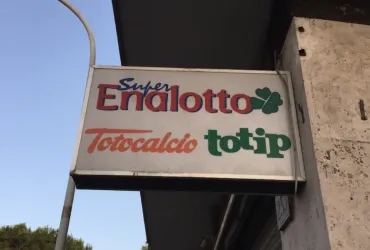 Super
Enalotto
Totocalcio totip